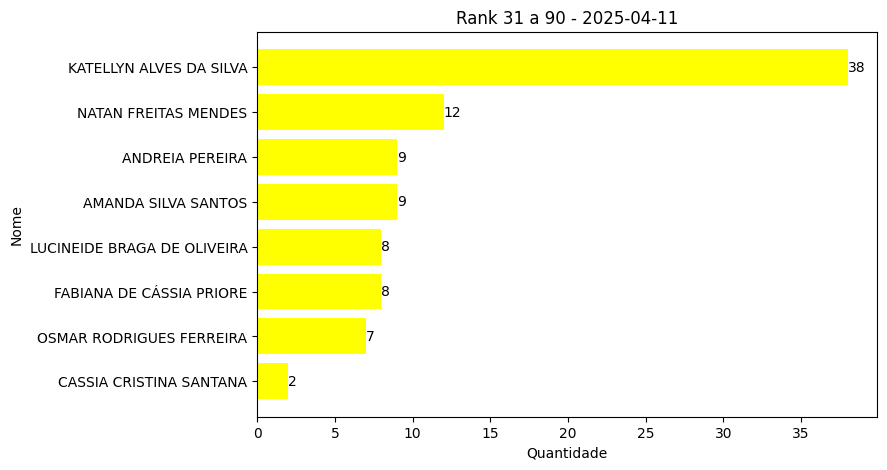 Rank 31 a 90 - 2025-04-11
Nome
KATELLYN ALVES DA SILVA 38
NATAN FREITAS MENDES 12
ANDREIA PEREIRA 9
AMANDA SILVA SANTOS 9
LUCINEIDE BRAGA DE OLIVEIRA 8
FABIANA DE CÁSSIA PRIORE 8
OSMAR RODRIGUES FERREIRA 7
CASSIA CRISTINA SANTANA 2
0 5 10 15 20 25 30 35
Quantidade